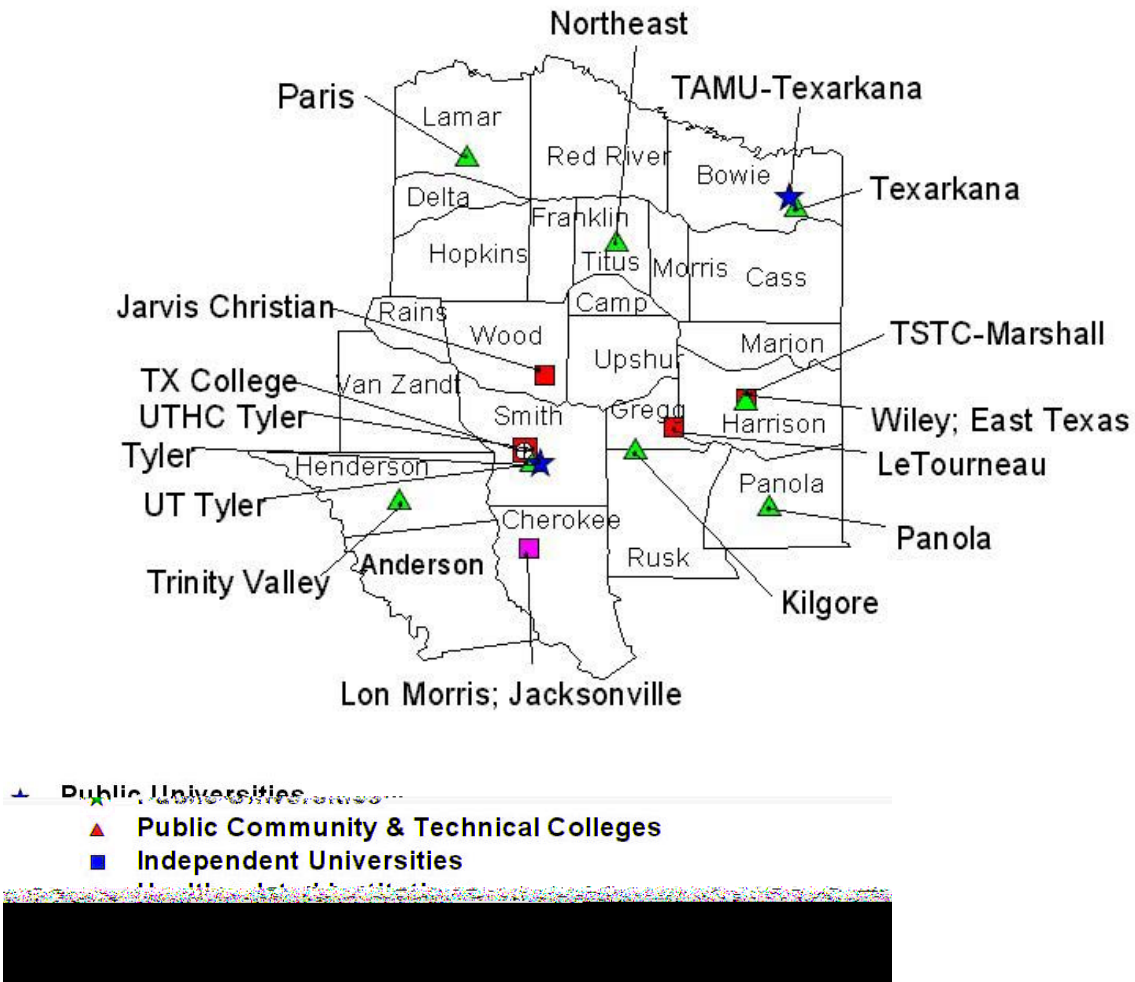 Northeast
TAMU-Texarkana
Paris
Lamar
Red River
Bowie
Texarkana
Delta
Franklin
Hopkins
Titus
Morris
Cass
Jarvis Christian
Rains
Camp
Wood
TSTC-Marshall
Marion
Upshur
TX College
Van Zandt
UTHC Tyler
Smith
Gregg
Harrison
Wiley; East Texas
Tyler
Henderson
LeTourneau
UT Tyler
Panola
Cherokee
Panola
Anderson
Rusk
Trinity Valley
Kilgore
Lon Morris; Jacksonville
Public Universities
Public Community & Technical Colleges
Independent Universities